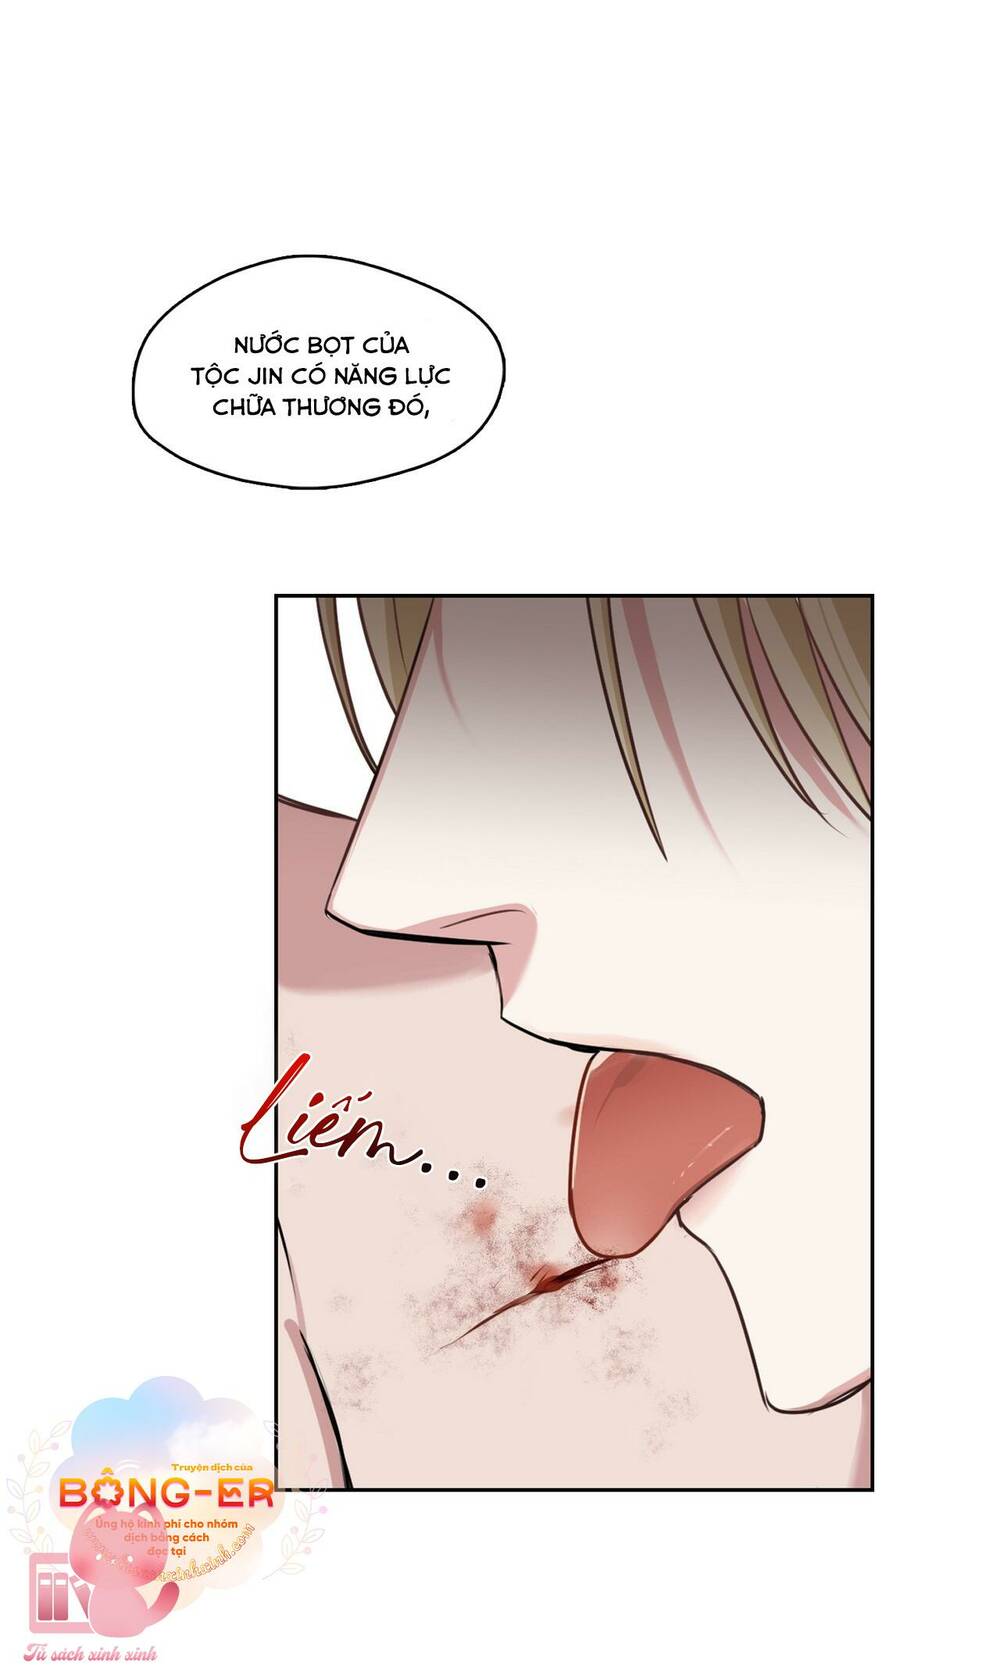 NƯỚC BỌT CỦA
TỘC JIN CÓ NĂNG LỰC
CHỮA THƯƠNG ĐÓ,
Liếm...
Truyện dịch của
BÔNG-ER
Ủng hộ kinh phí cho nhóm
dịch bằng cách
đọc tại
Tủ sách xinh xinh